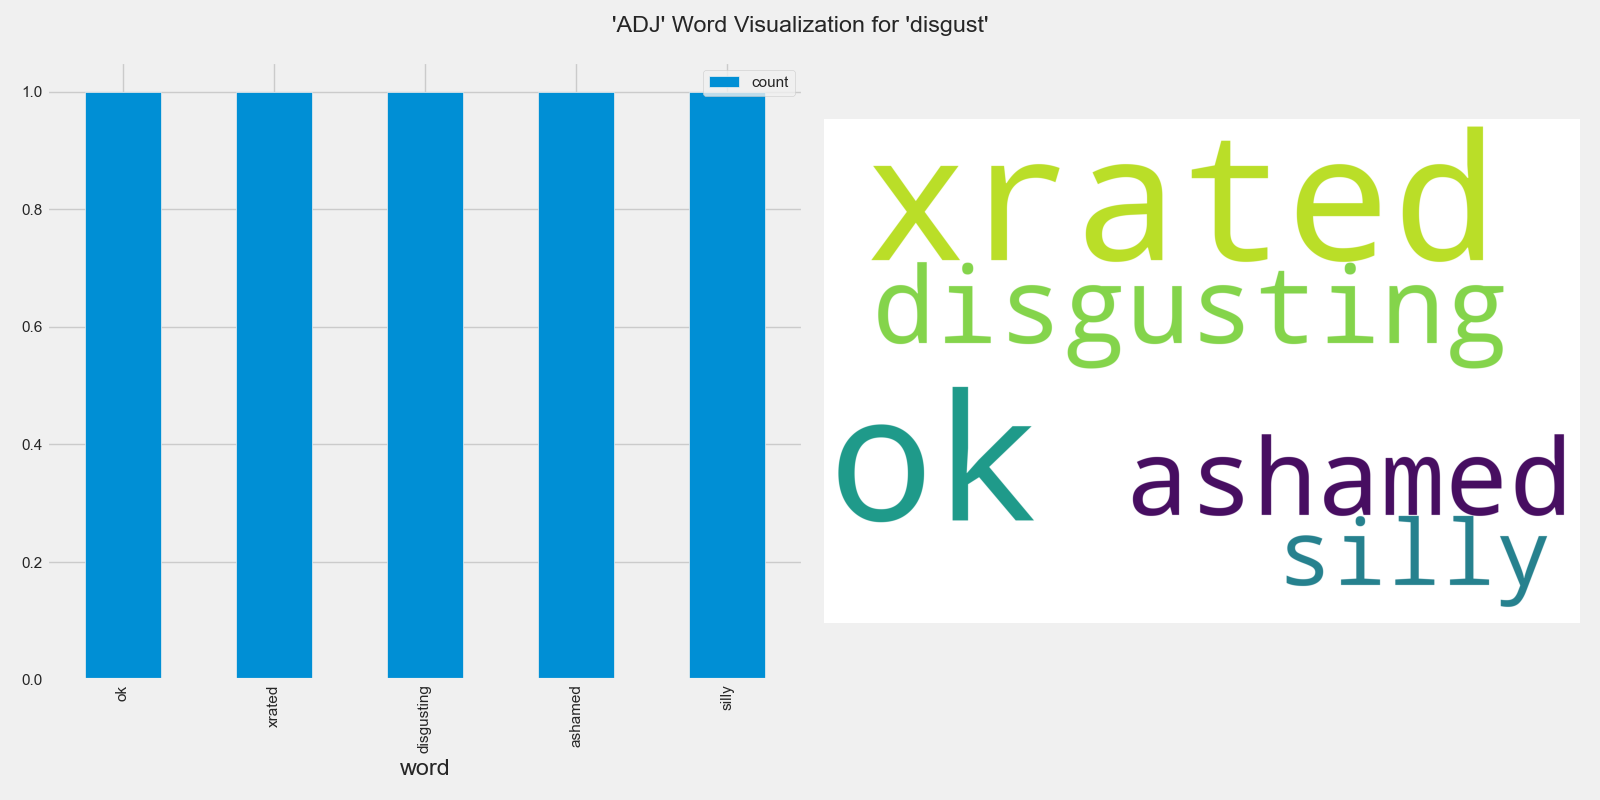 'ADJ' Word Visualization for 'disgust'
count
1.0
0.8
0.6
0.4
0.2
0.0
ok
xrated
disgusting
ashamed
silly
word
xrated
disgusting
ok
ashamed
silly